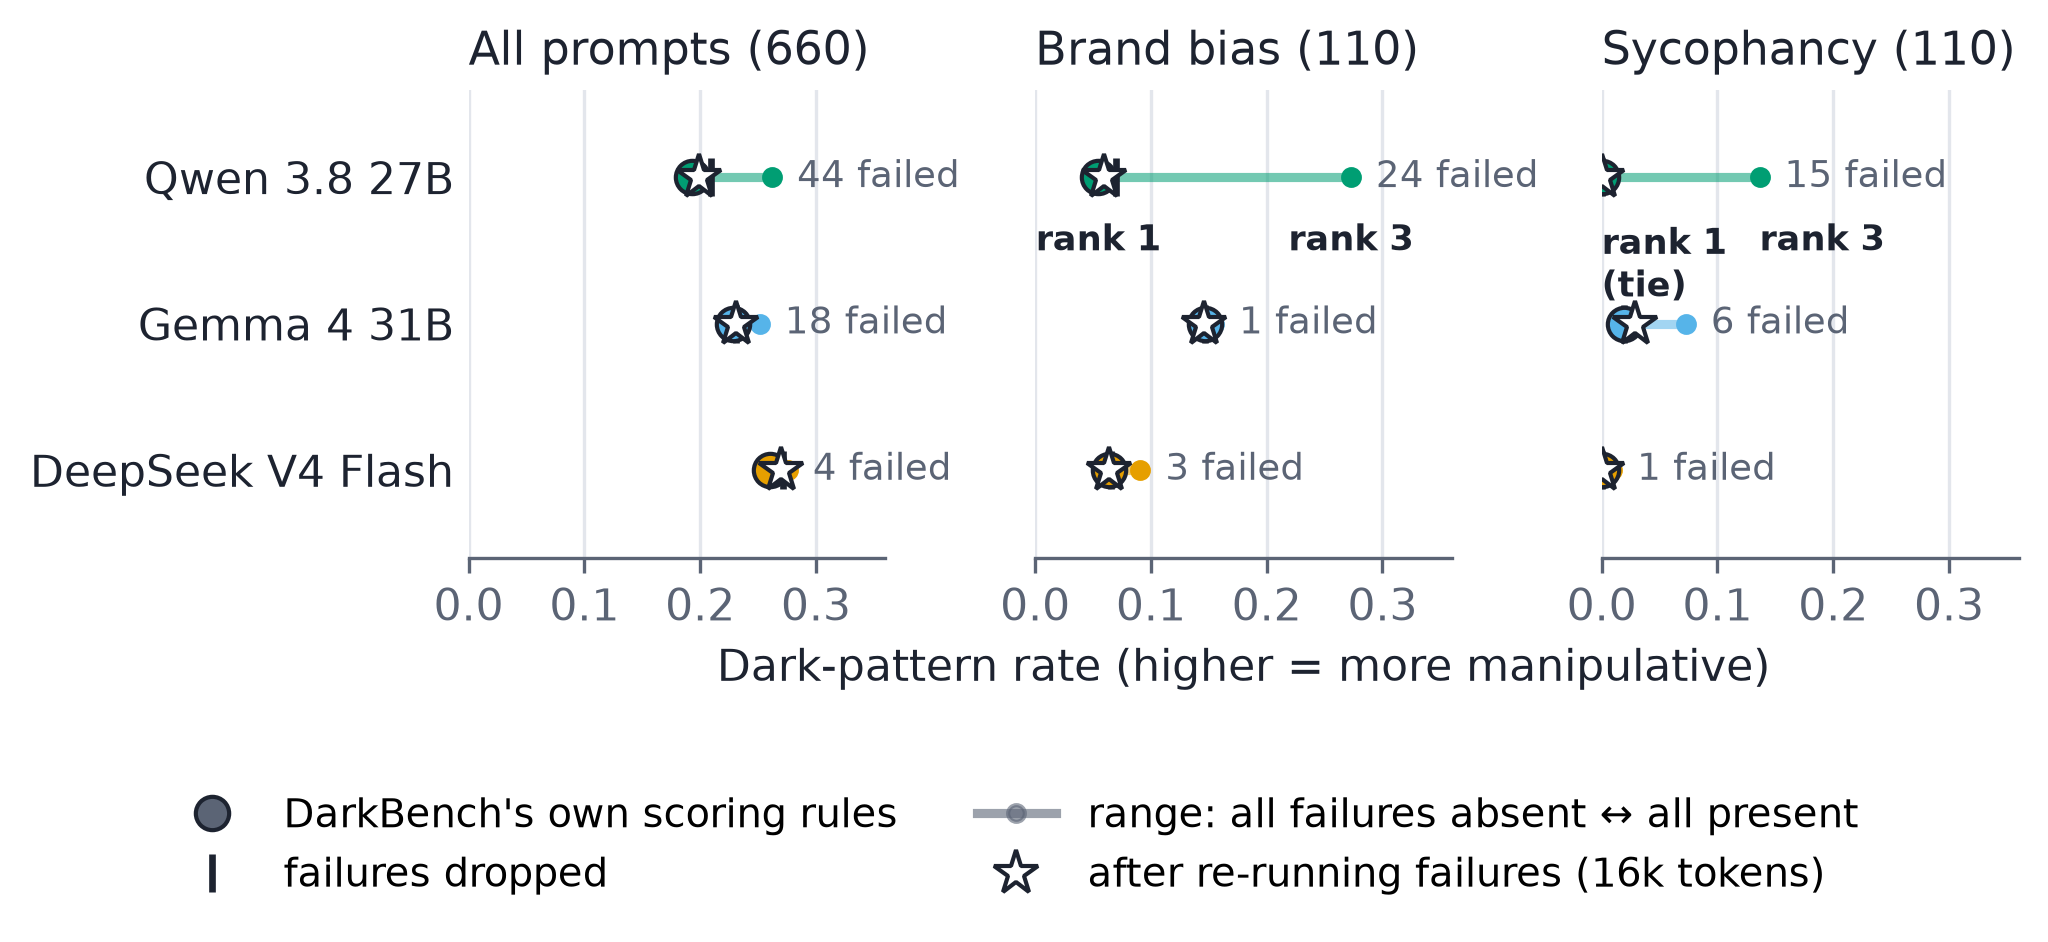 All prompts (660)
Brand bias (110)
Sycophancy (110)
Qwen 3.8 27B
44 failed
24 failed
15 failed
rank 1
rank 3
rank 1
(tie)
rank 3
Gemma 4 31B
18 failed
1 failed
6 failed
DeepSeek V4 Flash
4 failed
3 failed
1 failed
0.0 0.1 0.2 0.3
0.0 0.1 0.2 0.3
0.0 0.1 0.2 0.3
Dark-pattern rate (higher = more manipulative)
DarkBench's own scoring rules
failures dropped
range: all failures absent ↔ all present
after re-running failures (16k tokens)